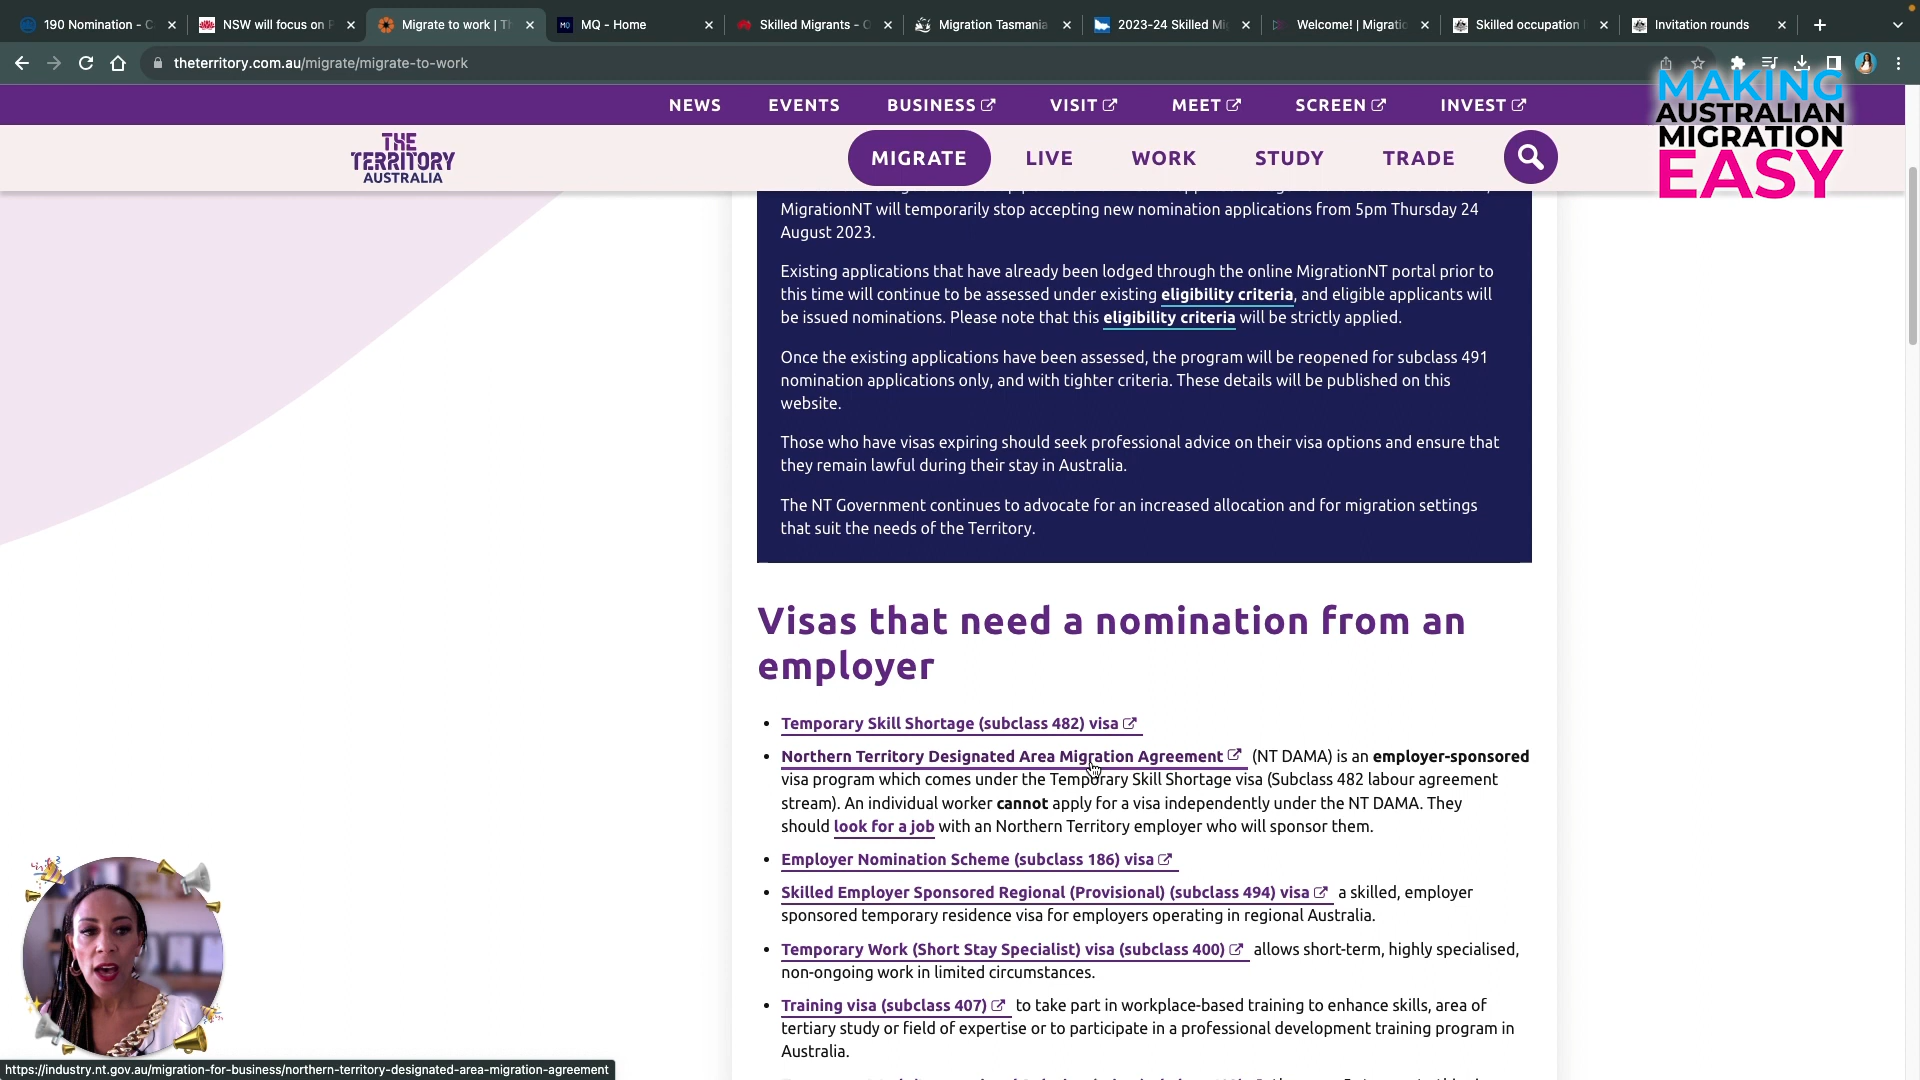 190 Nomination - C
NSW will focus on
Migrate to work | Th
MQ - Home
Skilled Migrants - C
Migration Tasmania
2023-24 Skilled Mi
Welcome! | Migratio
Skilled occupation
Invitation rounds
theterritory.com.au/migrate/migrate-to-work
NEWS EVENTS BUSINESS VISIT MEET SCREEN INVEST
THE
TERRITORY
AUSTRALIA
MIGRATE LIVE WORK STUDY TRADE
MAKING
AUSTRALIAN
MIGRATION
EASY
MigrationNT will temporarily stop accepting new nomination applications from 5pm Thursday 24
August 2023.
Existing applications that have already been lodged through the online MigrationNT portal prior to
this time will continue to be assessed under existing eligibility criteria, and eligible applicants will
be issued nominations. Please note that this eligibility criteria will be strictly applied.
Once the existing applications have been assessed, the program will be reopened for subclass 491
nomination applications only, and with tighter criteria. These details will be published on this
website.
Those who have visas expiring should seek professional advice on their visa options and ensure that
they remain lawful during their stay in Australia.
The NT Government continues to advocate for an increased allocation and for migration settings
that suit the needs of the Territory.
Visas that need a nomination from an
employer
• Temporary Skill Shortage (subclass 482) visa
• Northern Territory Designated Area Migration Agreement (NT DAMA) is an employer-sponsored
visa program which comes under the Temporary Skill Shortage visa (Subclass 482 labour agreement
stream). An individual worker cannot apply for a visa independently under the NT DAMA. They
should look for a job with an Northern Territory employer who will sponsor them.
• Employer Nomination Scheme (subclass 186) visa
• Skilled Employer Sponsored Regional (Provisional) (subclass 494) visa a skilled, employer
sponsored temporary residence visa for employers operating in regional Australia.
• Temporary Work (Short Stay Specialist) visa (subclass 400) allows short-term, highly specialised,
non-ongoing work in limited circumstances.
• Training visa (subclass 407) to take part in workplace-based training to enhance skills, area of
tertiary study or field of expertise or to participate in a professional development training program in
Australia.
https://industry.nt.gov.au/migration-for-business/northern-territory-designated-area-migration-agreement